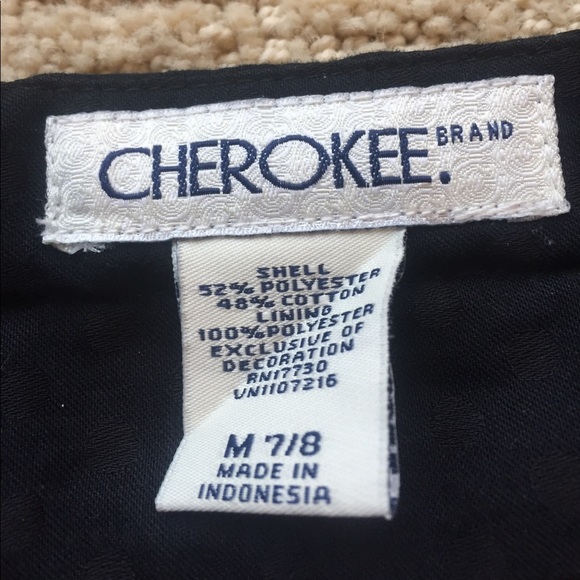 CHEROKEE. BRAND
SHELL
52% POLYESTER
48% COTTON
LINING
100% POLYESTER
EXCLUSIVE OF
DECORATION
RN17730
VN1107216
M 7/8
MADE IN
INDONESIA